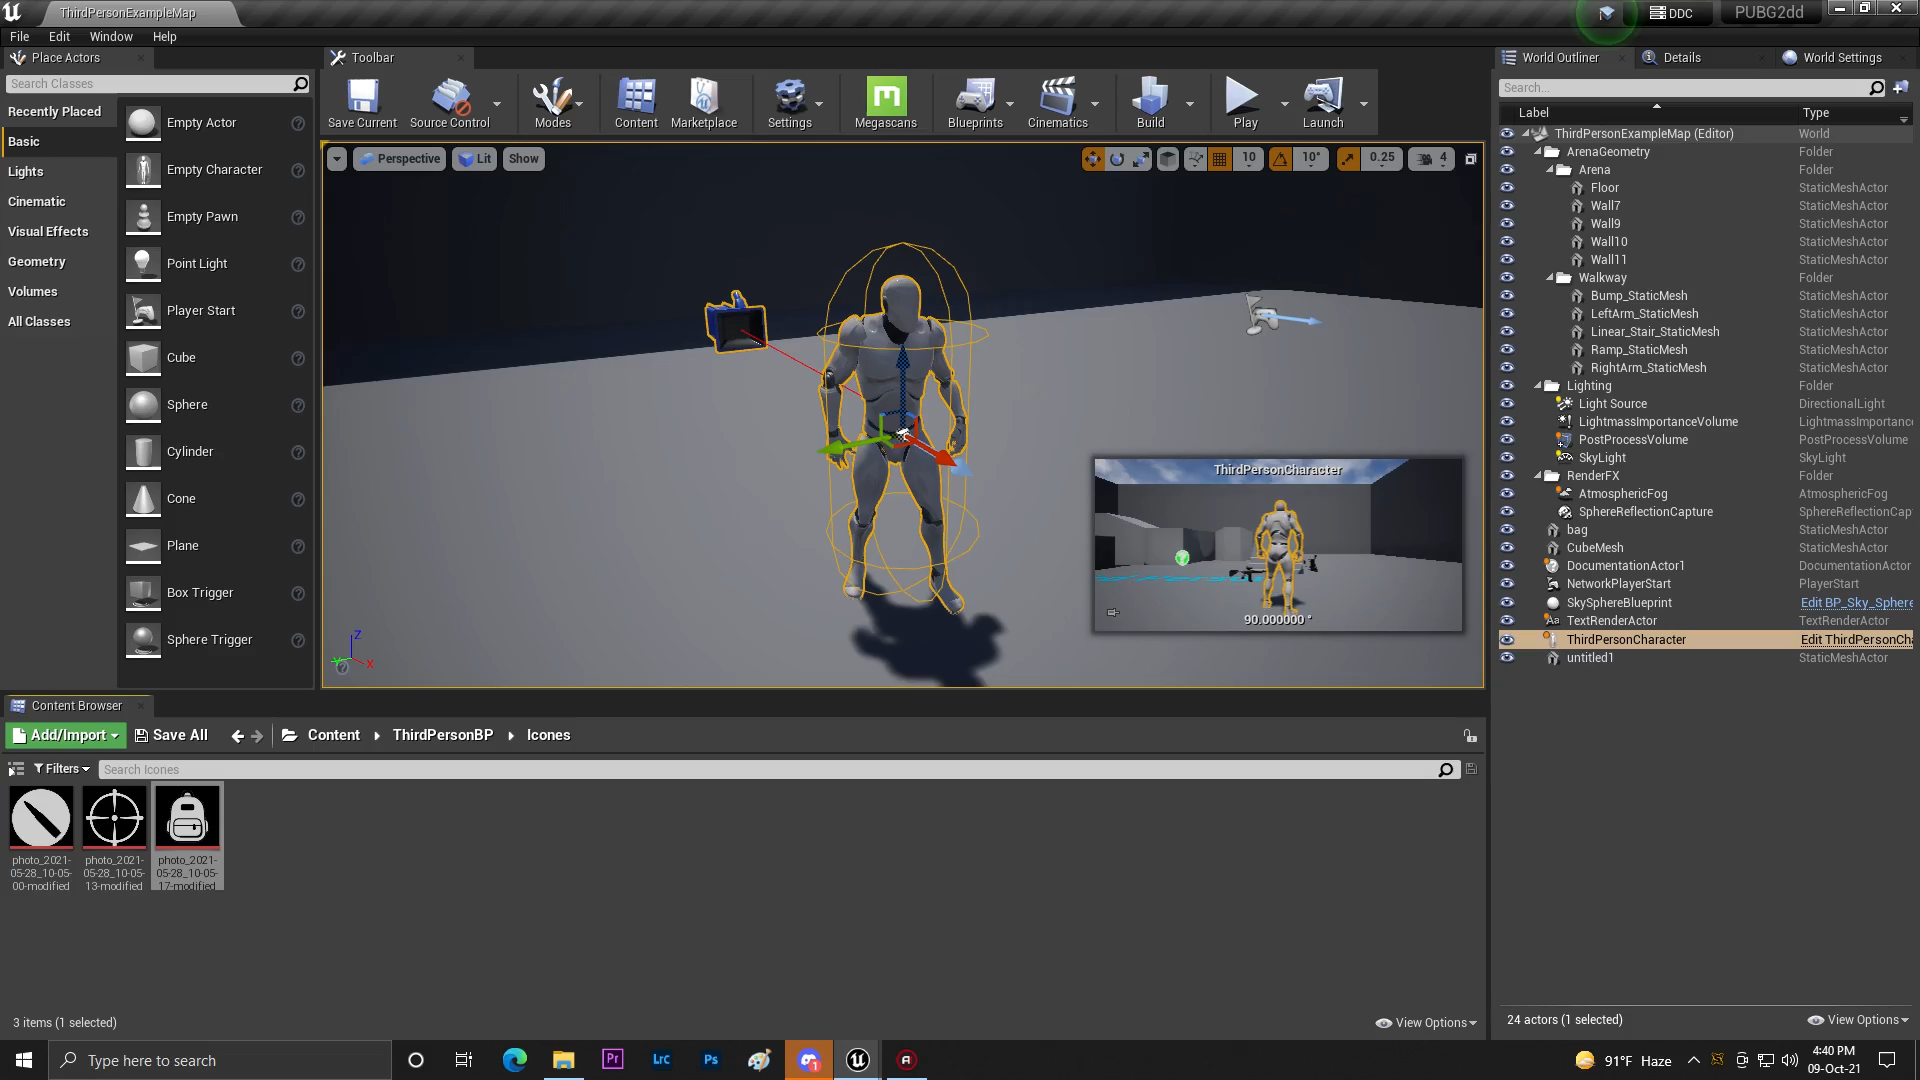 ThirdPersonExampleMap
DDC
PUBG2dd
File
Edit
Window
Help
Place Actors
Search Classes
Recently Placed
Basic
Lights
Cinematic
Visual Effects
Geometry
Volumes
All Classes
Empty Actor
Empty Character
Empty Pawn
Point Light
Player Start
Cube
Sphere
Cylinder
Cone
Plane
Box Trigger
Sphere Trigger
Toolbar
Save Current
Source Control
Modes
Content
Marketplace
Settings
Megascans
Blueprints
Cinematics
Build
Play
Launch
Perspective
Lit
Show
10
10°
0.25
4
ThirdPersonCharacter
90.000000 °
Z
X
World Outliner
Details
World Settings
Search...
Label
Type
ThirdPersonExampleMap (Editor) World
ArenaGeometry Folder
Arena Folder
Floor StaticMeshActor
Wall7 StaticMeshActor
Wall9 StaticMeshActor
Wall10 StaticMeshActor
Wall11 StaticMeshActor
Walkway Folder
Bump_StaticMesh StaticMeshActor
LeftArm_StaticMesh StaticMeshActor
Linear_Stair_StaticMesh StaticMeshActor
Ramp_StaticMesh StaticMeshActor
RightArm_StaticMesh StaticMeshActor
Lighting Folder
Light Source DirectionalLight
LightmassImportanceVolume LightmassImportance
PostProcessVolume PostProcessVolume
SkyLight SkyLight
RenderFX Folder
AtmosphericFog AtmosphericFog
SphereReflectionCapture SphereReflectionCap
bag StaticMeshActor
CubeMesh StaticMeshActor
DocumentationActor1 DocumentationActor
NetworkPlayerStart PlayerStart
SkySphereBlueprint Edit BP_Sky_Sphere
TextRenderActor TextRenderActor
ThirdPersonCharacter Edit ThirdPersonCha
untitled1 StaticMeshActor
24 actors (1 selected)
View Options
Content Browser
Add/Import
Save All
Content
ThirdPersonBP
Icones
Filters
Search Icones
photo_2021-
05-28_10-05-
00-modified
photo_2021-
05-28_10-05-
13-modified
photo_2021-
05-28_10-05-
17-modified
3 items (1 selected)
View Options
Type here to search
Pr
Lrc
Ps
1
91°F Haze
4:40 PM
09-Oct-21